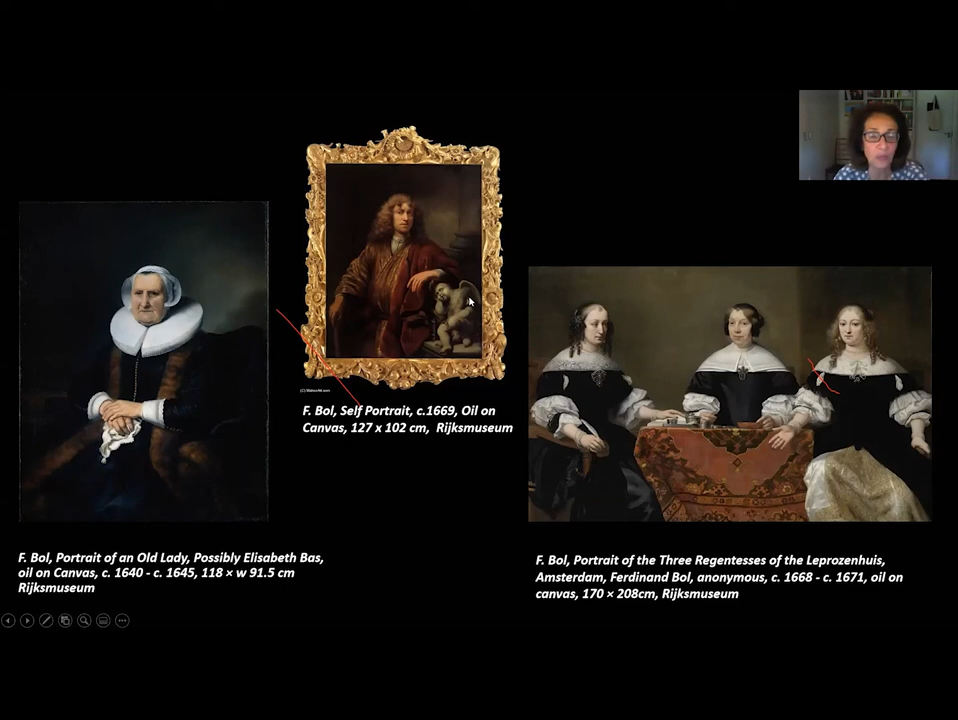 F. Bol, Self Portrait, c.1669, Oil on
Canvas, 127 x 102 cm, Rijksmuseum
F. Bol, Portrait of an Old Lady, Possibly Elisabeth Bas,
oil on Canvas, c. 1640 - c. 1645, 118 × w 91.5 cm
Rijksmuseum
F. Bol, Portrait of the Three Regentesses of the Leprozenhuis,
Amsterdam, Ferdinand Bol, anonymous, c. 1668 - c. 1671, oil on
canvas, 170 × 208cm, Rijksmuseum